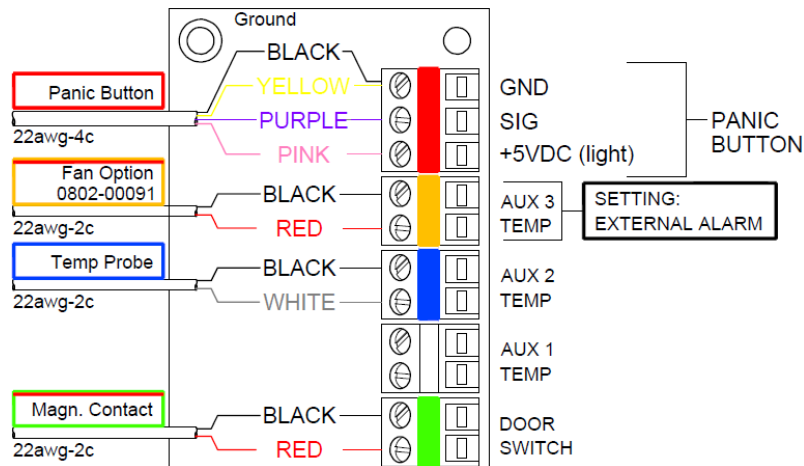 Ground
BLACK
Panic Button
YELLOW
GND
PURPLE
SIG
PANIC
BUTTON
22awg-4c
PINK
+5VDC (light)
Fan Option
0802-00091
BLACK
AUX 3
TEMP
SETTING:
EXTERNAL ALARM
22awg-2c
RED
Temp Probe
BLACK
AUX 2
TEMP
22awg-2c
WHITE
AUX 1
TEMP
Magn. Contact
BLACK
DOOR
SWITCH
22awg-2c
RED